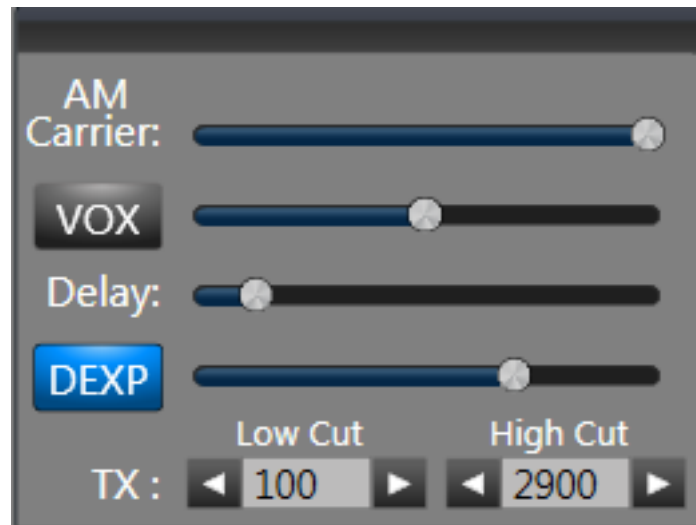 AM
Carrier:
VOX
Delay:
DEXP
Low Cut High Cut
TX : 100 2900